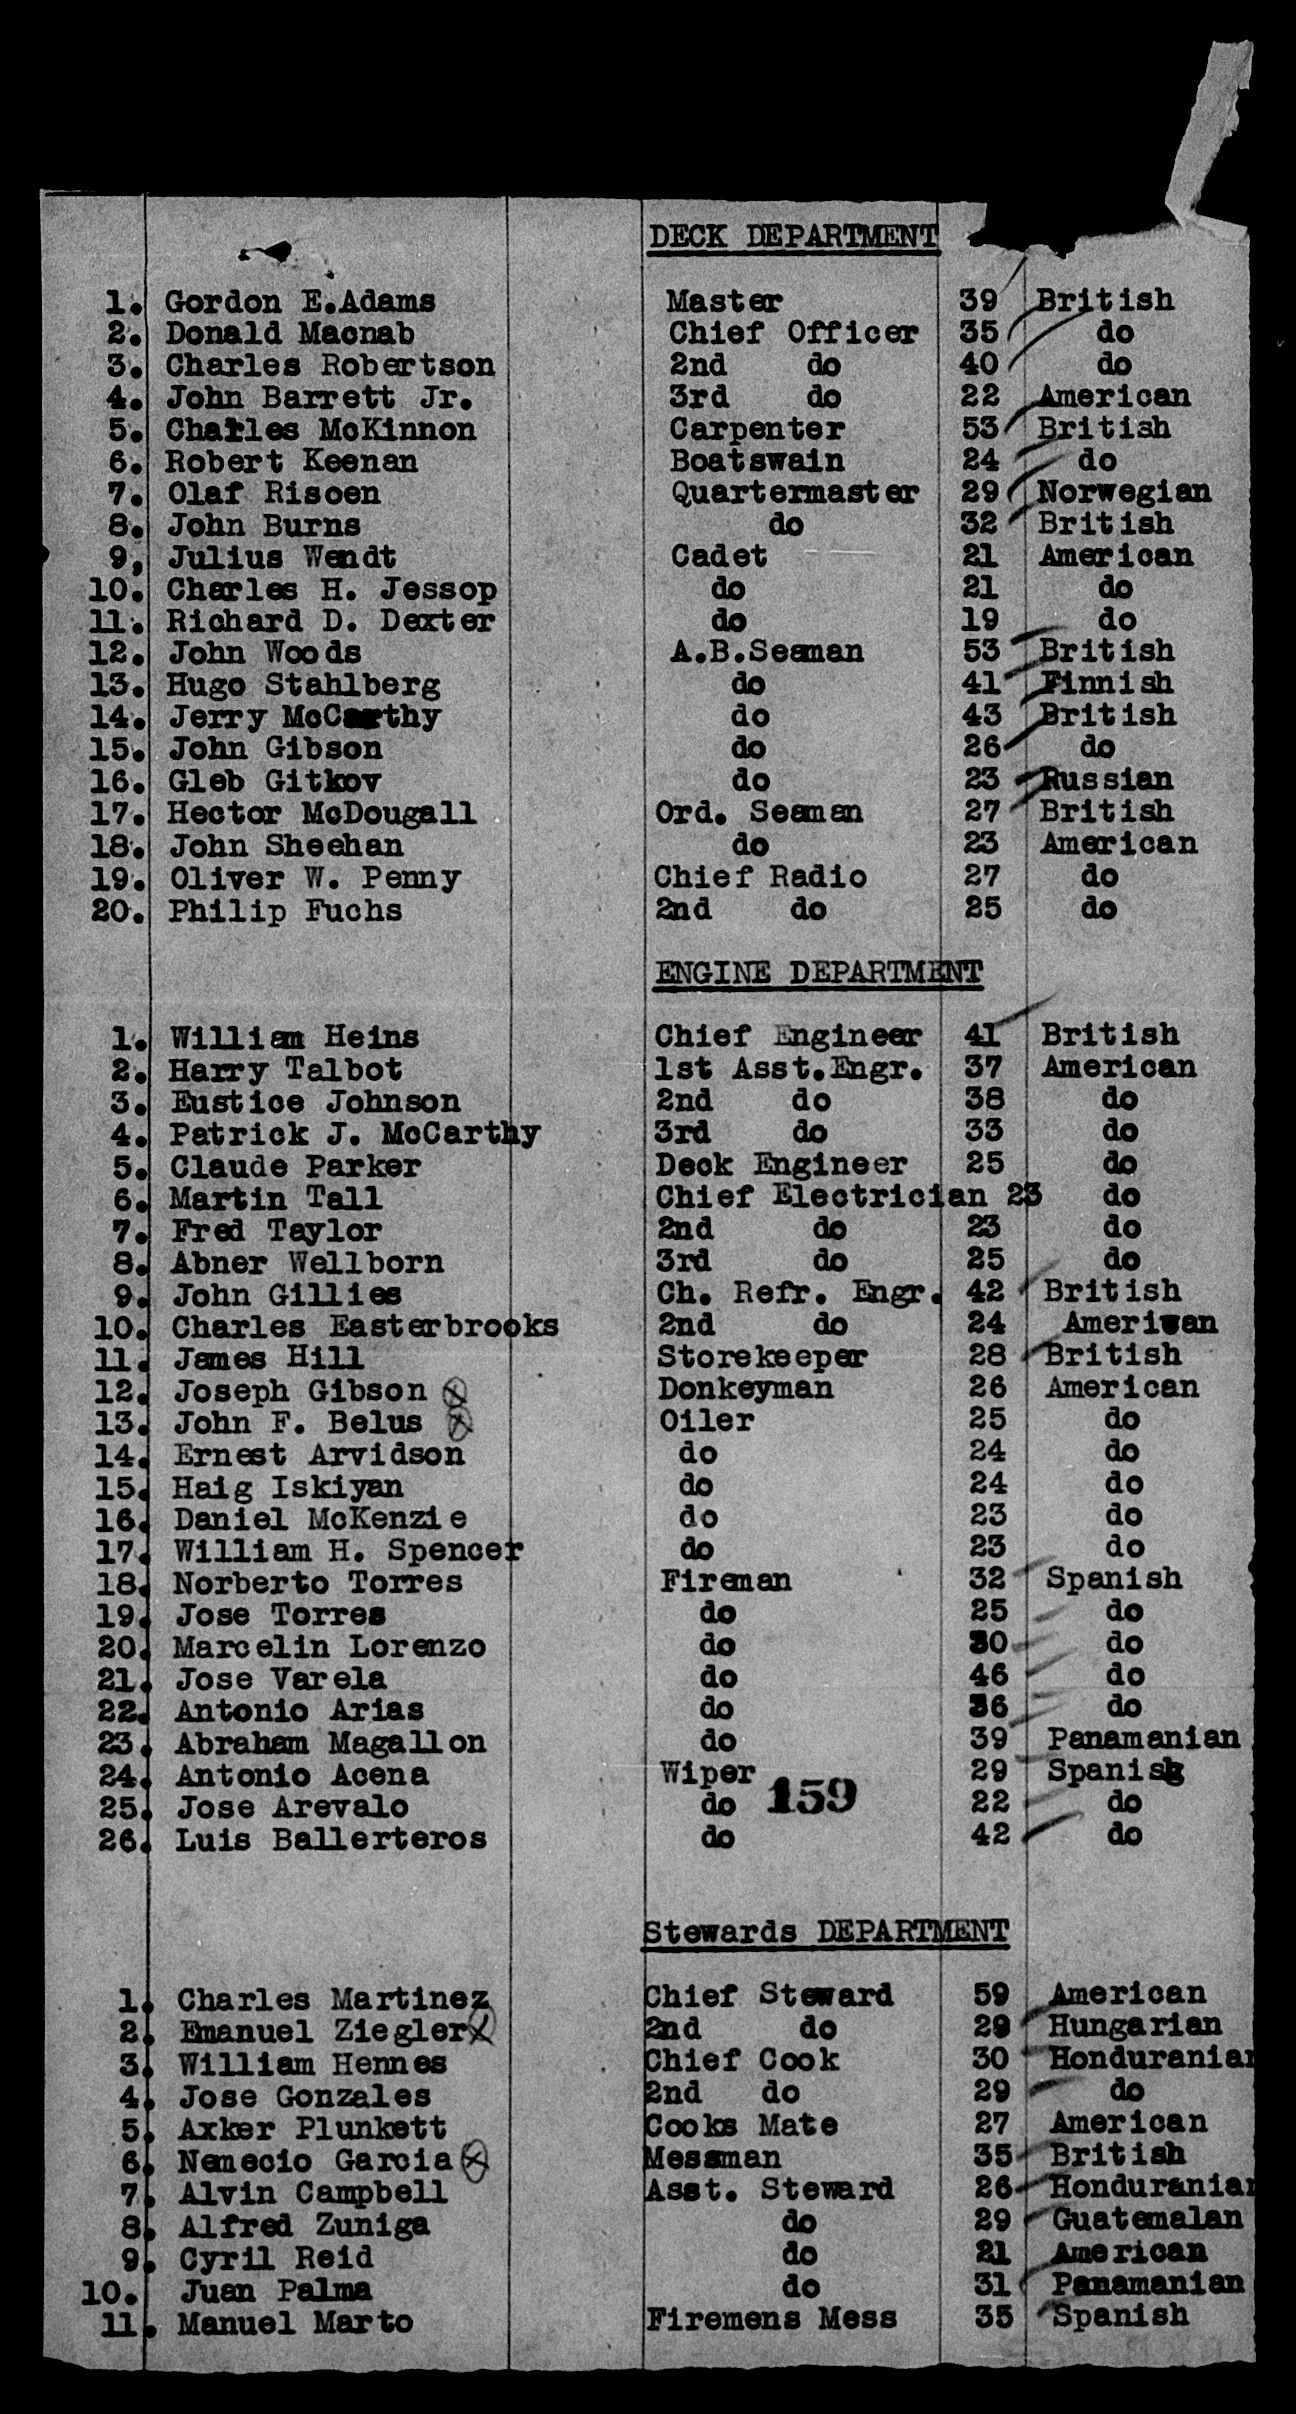 DECK DEPARTMENT
1. Gordon E.Adams Master 39 British
2. Donald Macnab Chief Officer 35 do
3. Charles Robertson 2nd do 40 do
4. John Barrett Jr. 3rd do 22 American
5. Charles McKinnon Carpenter 53 British
6. Robert Keenan Boatswain 24 do
7. Olaf Risoen Quartermaster 29 Norwegian
8. John Burns do 32 British
9, Julius Wendt Cadet 21 American
10. Charles H. Jessop do 21 do
11. Richard D. Dexter do 19 do
12. John Woods A.B.Seaman 53 British
13. Hugo Stahlberg do 41 Finnish
14. Jerry McCarthy do 43 British
15. John Gibson do 26 do
16. Gleb Gitkov do 23 Russian
17. Hector McDougall Ord. Seaman 27 British
18. John Sheehan do 23 American
19. Oliver W. Penny Chief Radio 27 do
20. Philip Fuchs 2nd do 25 do
ENGINE DEPARTMENT
1. William Heins Chief Engineer 41 British
2. Harry Talbot 1st Asst.Engr. 37 American
3. Eustice Johnson 2nd do 38 do
4. Patrick J. McCarthy 3rd do 33 do
5. Claude Parker Deck Engineer 25 do
6. Martin Tall Chief Electrician 23 do
7. Fred Taylor 2nd do 23 do
8. Abner Wellborn 3rd do 25 do
9. John Gillies Ch. Refr. Engr. 42 British
10. Charles Easterbrooks 2nd do 24 Ameriwan
11. James Hill Storekeeper 28 British
12. Joseph Gibson Donkeyman 26 American
13. John F. Belus Oiler 25 do
14. Ernest Arvidson do 24 do
15. Haig Iskiyan do 24 do
16. Daniel McKenzie do 23 do
17. William H. Spencer do 23 do
18. Norberto Torres Fireman 32 Spanish
19. Jose Torres do 25 do
20. Marcelin Lorenzo do 30 do
21. Jose Varela do 46 do
22. Antonio Arias do 36 do
23. Abraham Magallon do 39 Panamanian
24. Antonio Acena Wiper 29 Spanish
25. Jose Arevalo do 159 22 do
26. Luis Ballerteros do 42 do
Stewards DEPARTMENT
1. Charles Martinez Chief Steward 59 American
2. Emanuel Ziegler 2nd do 29 Hungarian
3. William Hennes Chief Cook 30 Honduranian
4. Jose Gonzales 2nd do 29 do
5. Axker Plunkett Cooks Mate 27 American
6. Nemecio Garcia Messman 35 British
7. Alvin Campbell Asst. Steward 26 Honduranian
8. Alfred Zuniga do 29 Guatemalan
9. Cyril Reid do 21 American
10. Juan Palma do 31 Panamanian
11. Manuel Marto Firemens Mess 35 Spanish